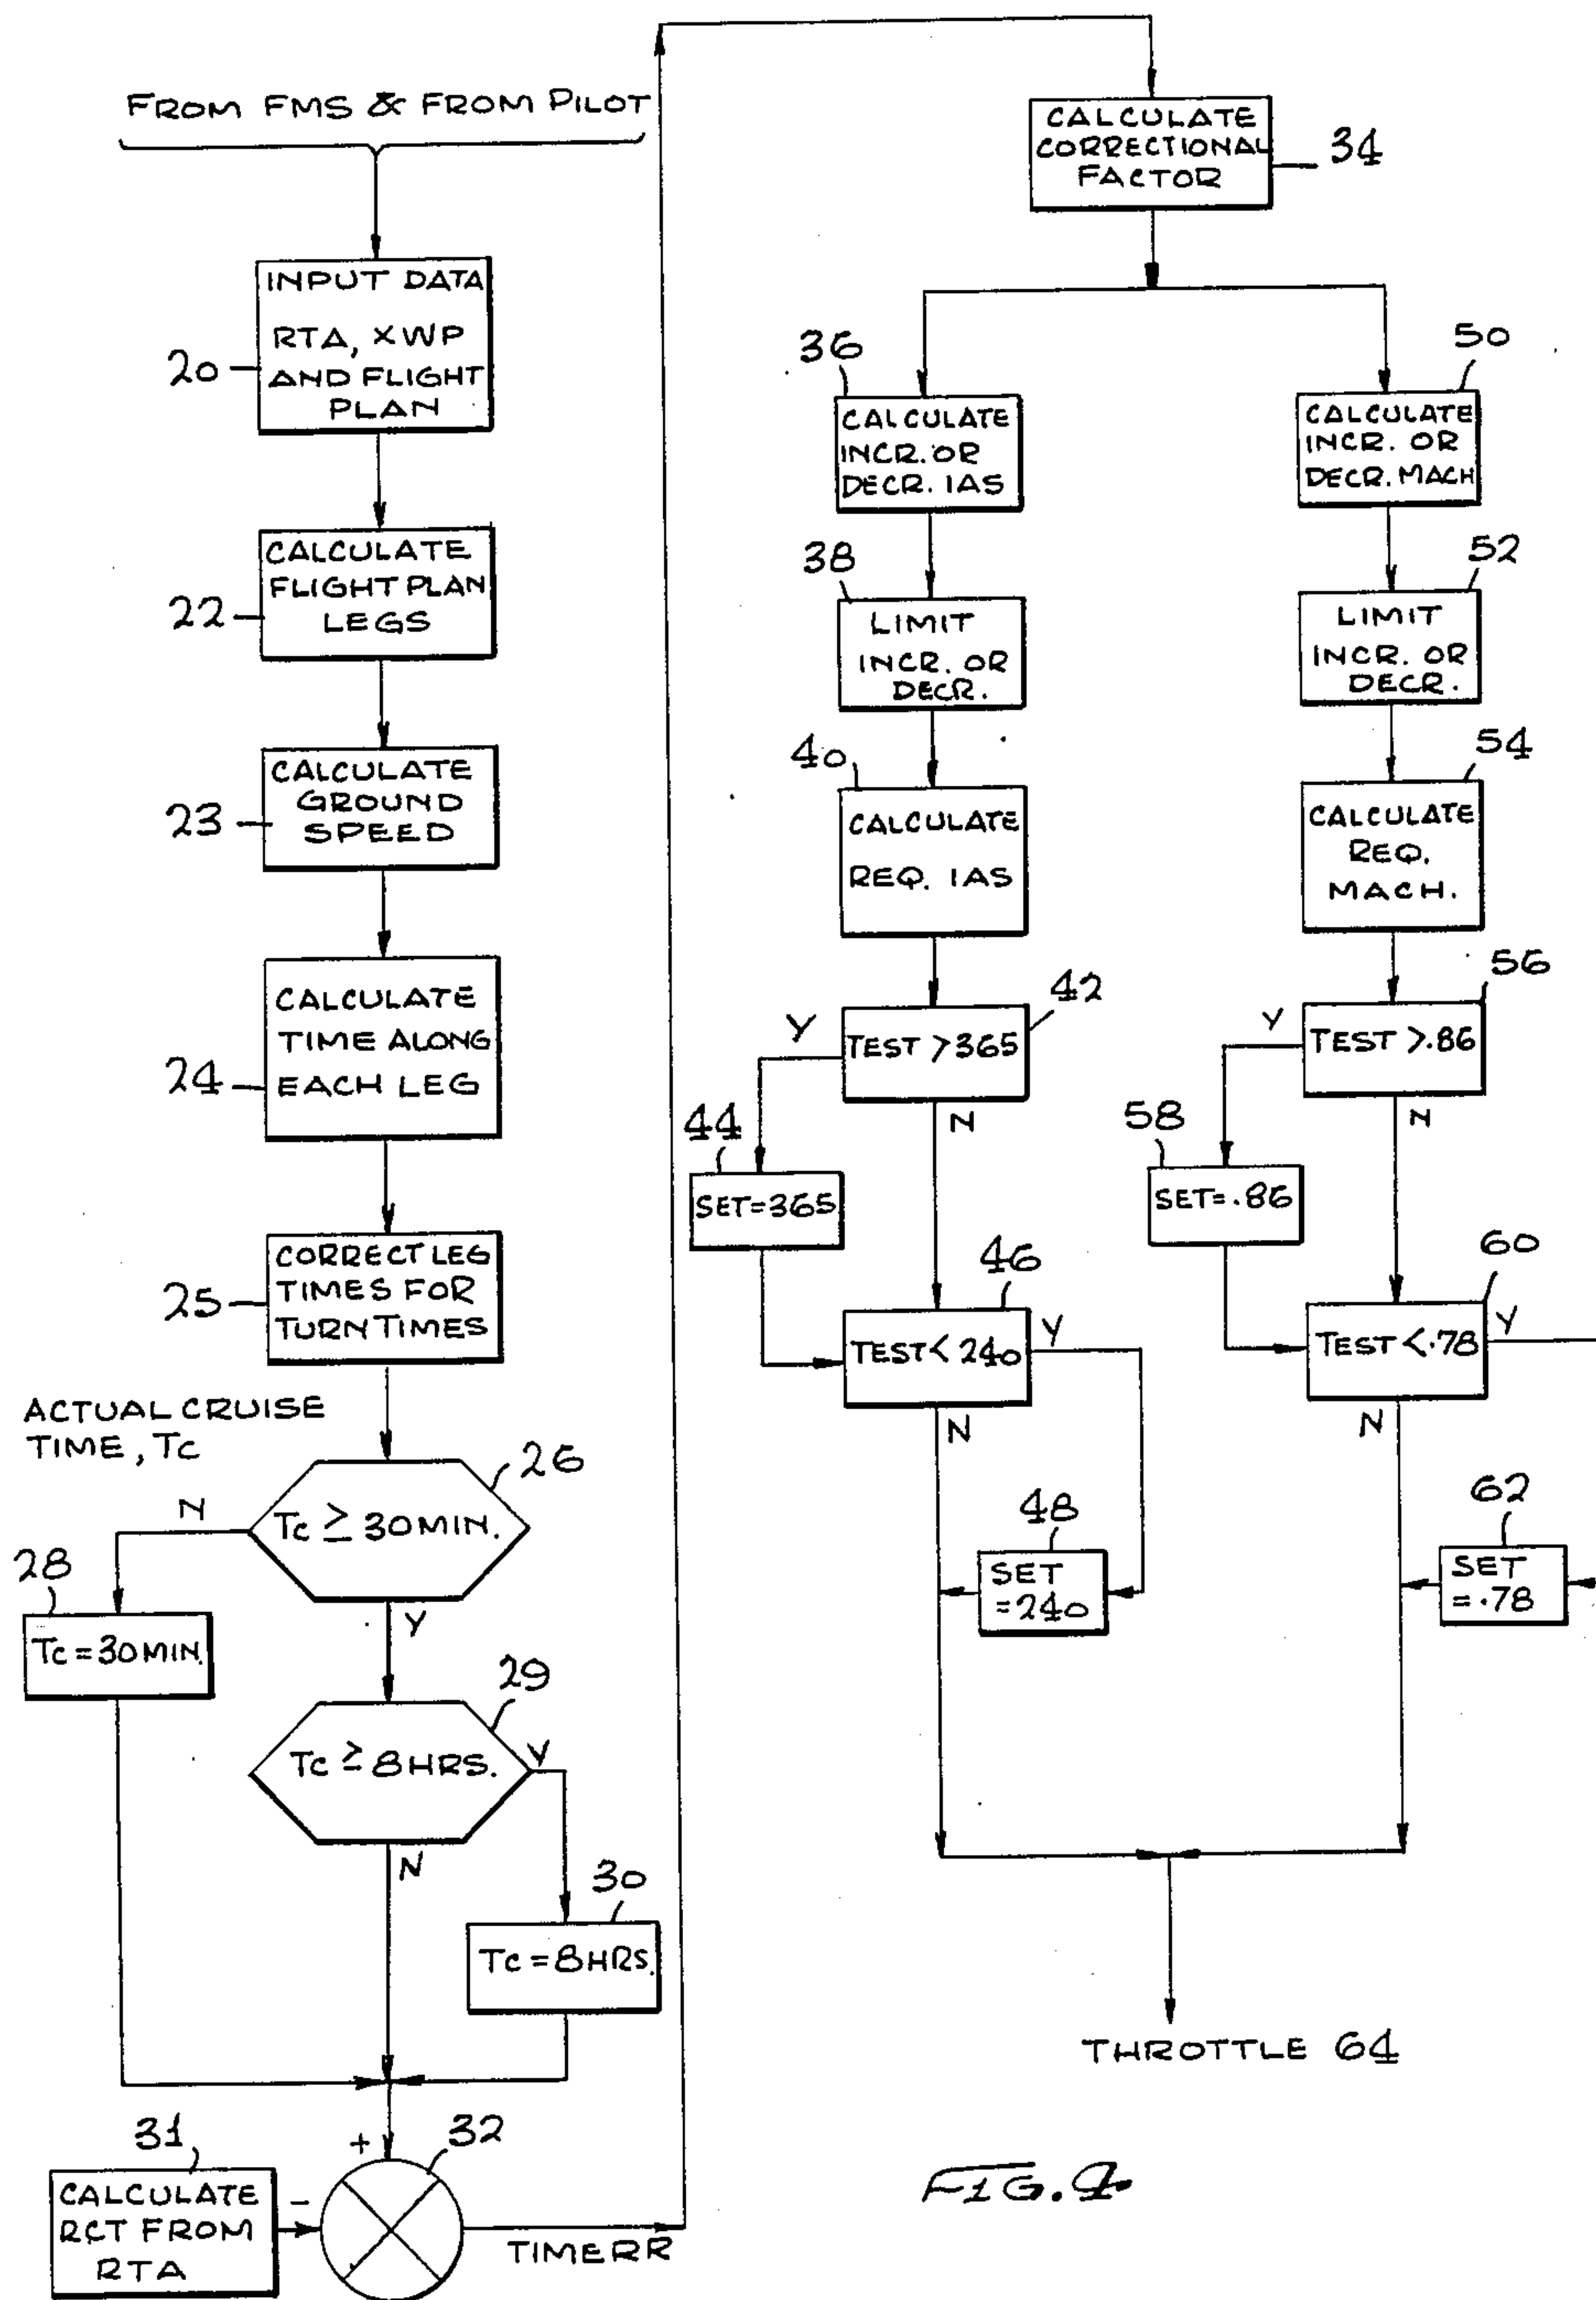 FROM FMS & FROM PILOT
INPUT DATA
RTA, XWP
AND FLIGHT
PLAN
20
CALCULATE
FLIGHT PLAN
LEGS
22
CALCULATE
GROUND
SPEED
23
CALCULATE
TIME ALONG
EACH LEG
24
CORRECT LEG
TIMES FOR
TURN TIMES
25
ACTUAL CRUISE
TIME, Tc
26
Tc ≥ 30 MIN.
N
Y
28
Tc = 30 MIN.
29
Tc ≥ 8 HRS.
Y
N
30
Tc = 8 HRS.
31
CALCULATE
RCT FROM
RTA
-
+
32
TIMERR
CALCULATE
CORRECTIONAL
FACTOR
34
36
CALCULATE
INCR. OR
DECR. IAS
38
LIMIT
INCR. OR
DECR.
40
CALCULATE
REQ. IAS
42
TEST > 365
Y
N
44
SET = 365
46
TEST < 240
Y
N
48
SET
= 240
50
CALCULATE
INCR. OR
DECR. MACH
52
LIMIT
INCR. OR
DECR.
54
CALCULATE
REQ.
MACH.
56
TEST > .86
Y
N
58
SET = .86
60
TEST < .78
Y
N
62
SET
= .78
THROTTLE 64